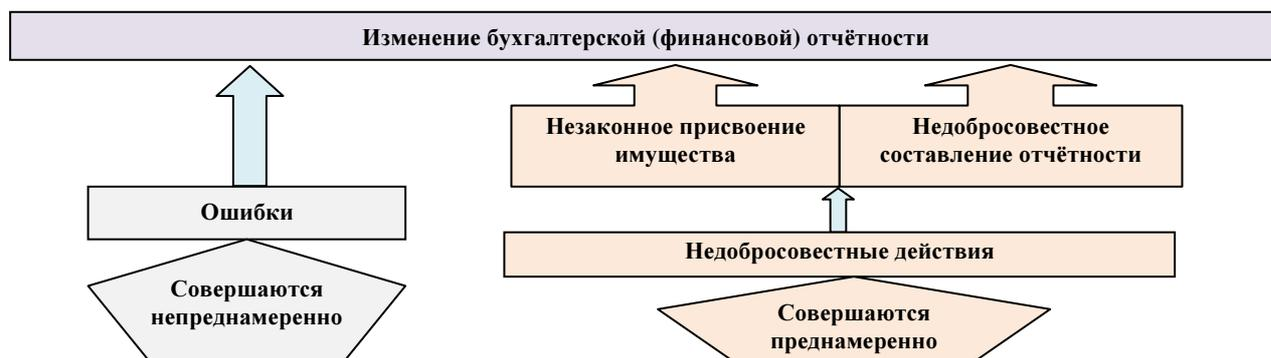 Изменение бухгалтерской (финансовой) отчётности
Незаконное присвоение
имущества
Недобросовестное
составление отчётности
Ошибки
Недобросовестные действия
Совершаются
непреднамеренно
Совершаются
преднамеренно